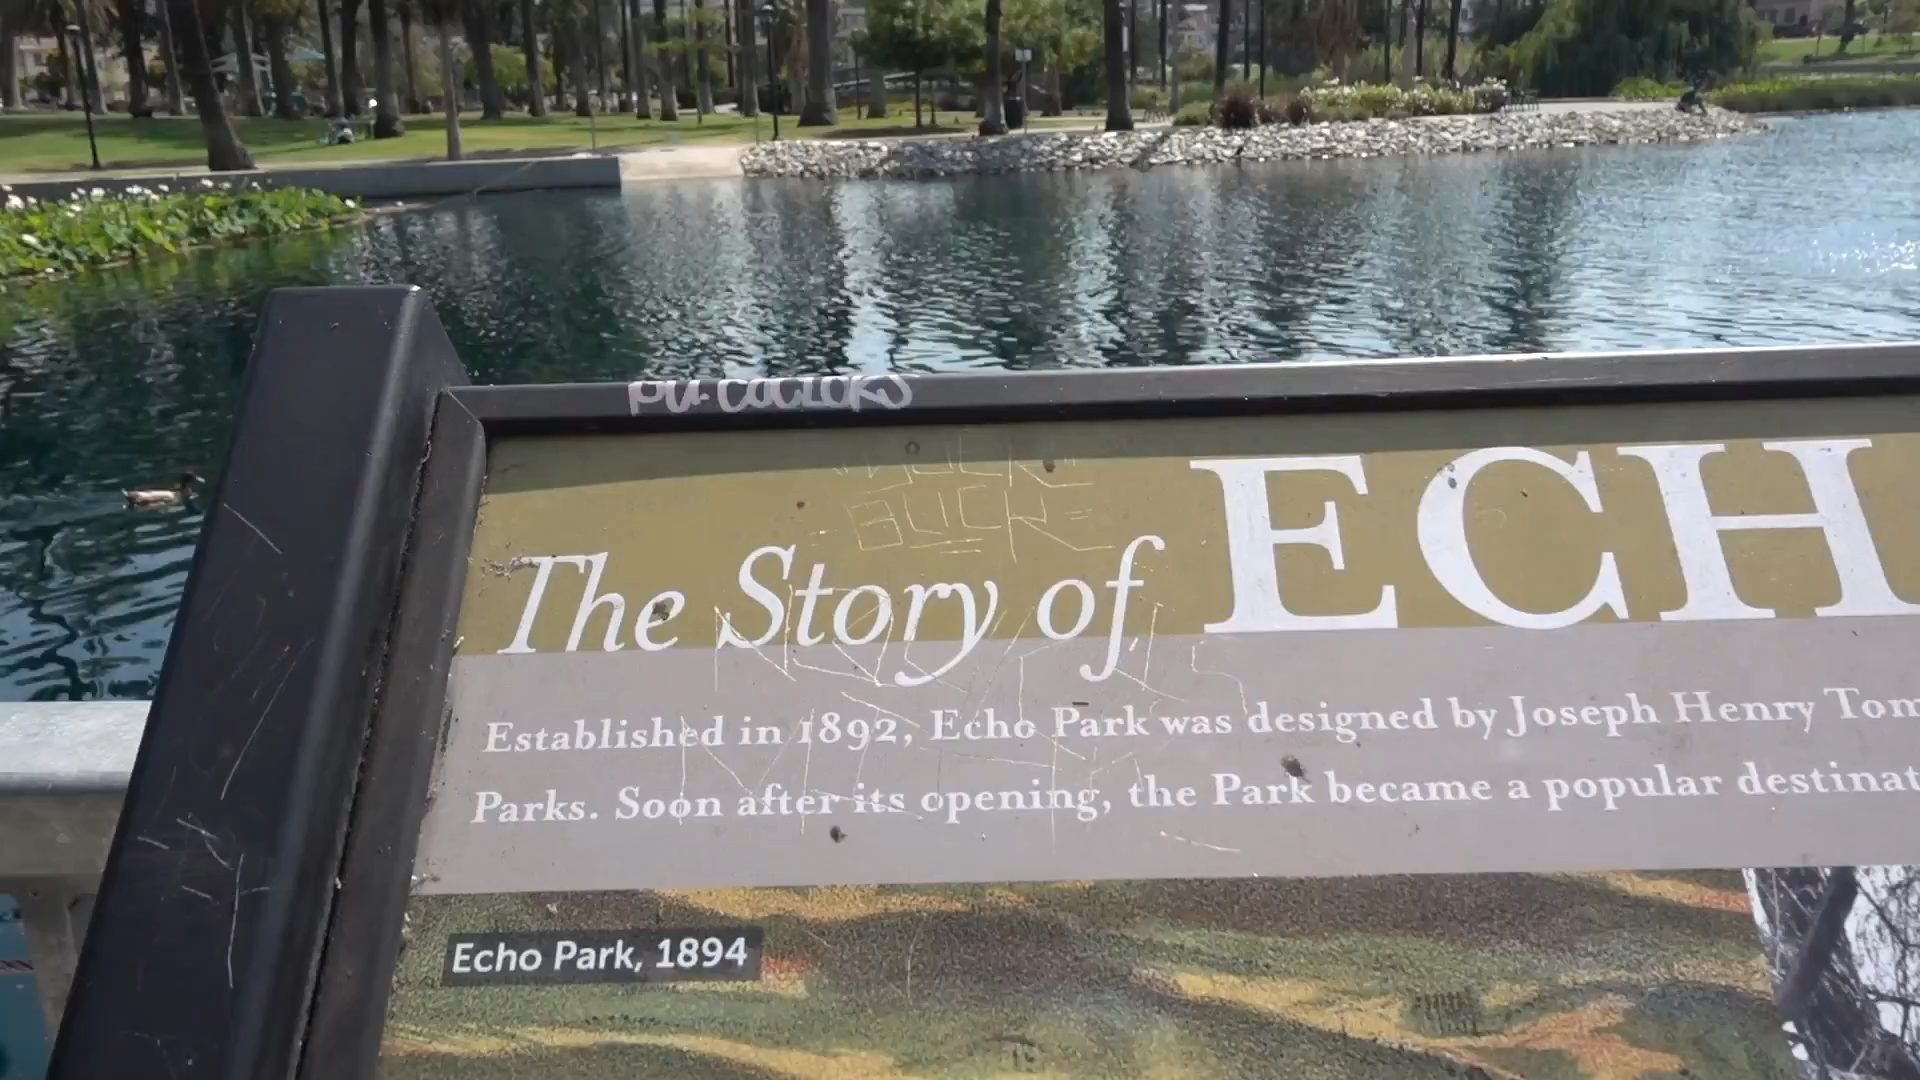 The Story of ECH
Established in 1892, Echo Park was designed by Joseph Henry Tom
Parks. Soon after its opening, the Park became a popular destinat
Echo Park, 1894
BUCK